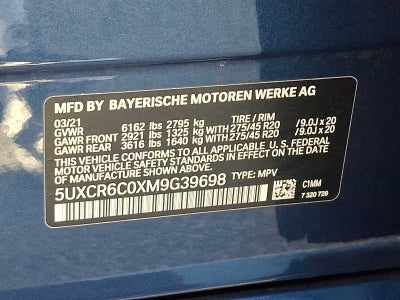 MFD BY BAYERISCHE MOTOREN WERKE AG
03/21 TIRE / RIM
GVWR 6162 lbs 2795 kg
GAWR FRONT 2921 lbs 1325 kg WITH 275/45 R20 / 9.0J x 20
GAWR REAR 3616 lbs 1640 kg WITH 275/45 R20 / 9.0J x 20
THIS VEHICLE CONFORMS TO ALL APPLICABLE U. S. FEDERAL
MOTOR VEHICLE SAFETY STANDARDS IN EFFECT ON THE
DATE OF MANUFACTURE SHOWN ABOVE.
5UXCR6C0XM9G39698 TYPE: MPV
C1MM
7 320 729